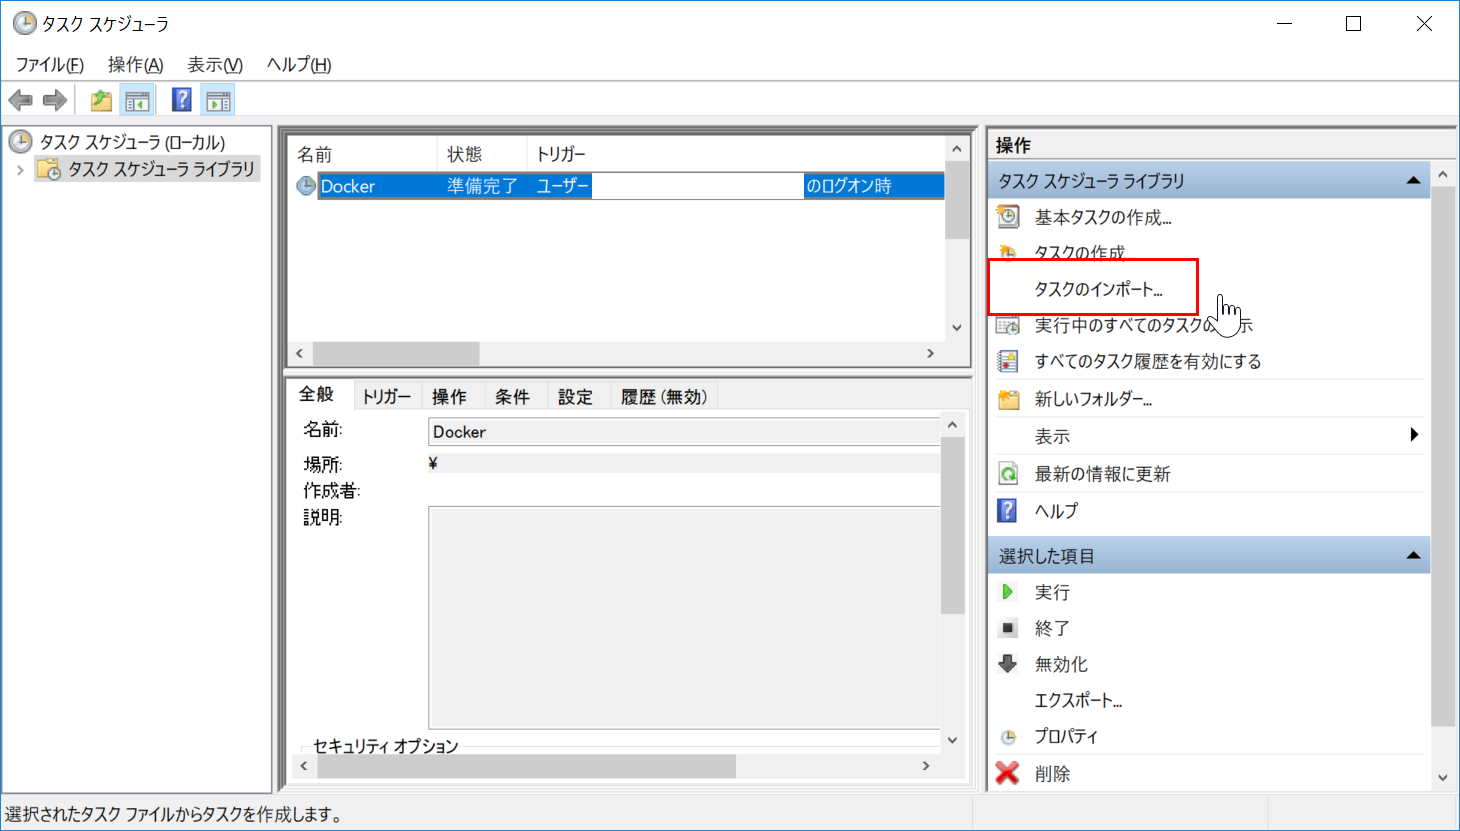 タスク スケジューラ
ファイル(F) 操作(A) 表示(V) ヘルプ(H)
タスク スケジューラ (ローカル)
タスク スケジューラ ライブラリ
名前 状態 トリガー
Docker 準備完了 ユーザー のログオン時
全般 トリガー 操作 条件 設定 履歴 (無効)
名前: Docker
場所: ¥
作成者:
説明:
セキュリティ オプション
操作
タスク スケジューラ ライブラリ
基本タスクの作成...
タスクの作成
タスクのインポート...
実行中のすべてのタスクの 示
すべてのタスク履歴を有効にする
新しいフォルダー...
表示
最新の情報に更新
ヘルプ
選択した項目
実行
終了
無効化
エクスポート...
プロパティ
削除
選択されたタスク ファイルからタスクを作成します。